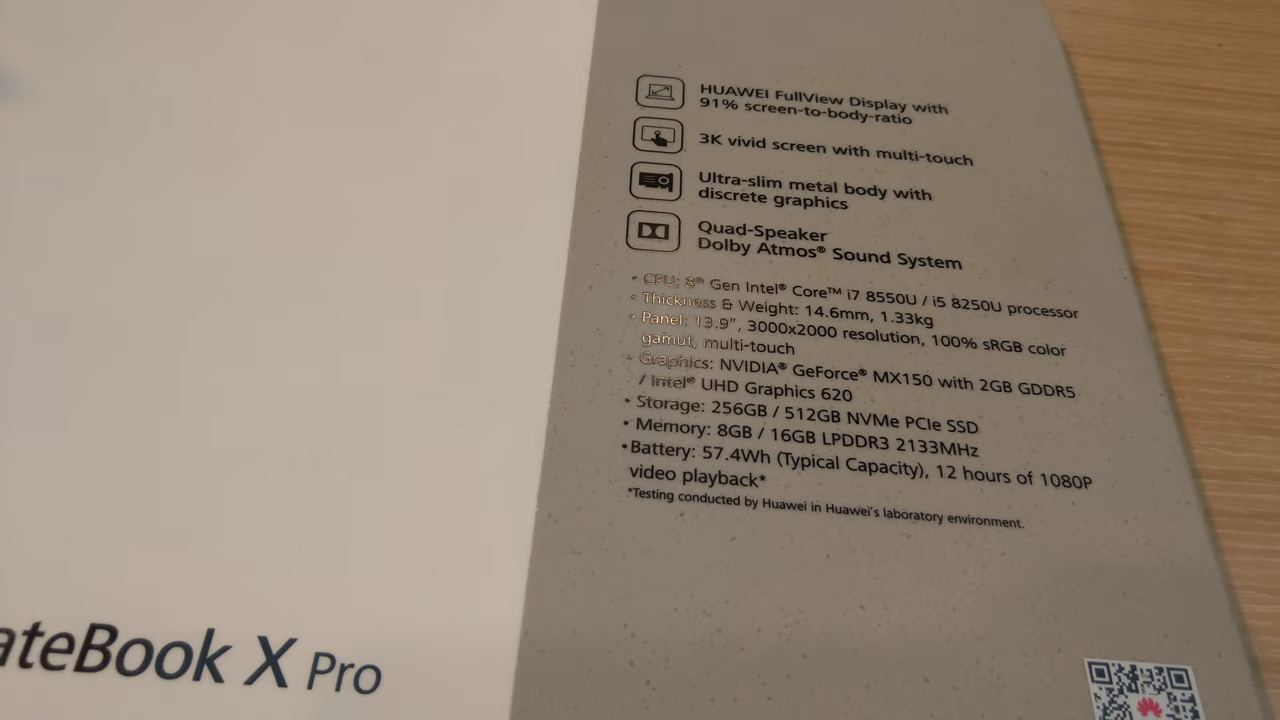 HUAWEI FullView Display with
91% screen-to-body-ratio
3K vivid screen with multi-touch
Ultra-slim metal body with
discrete graphics
Quad-Speaker
Dolby Atmos® Sound System
• CPU: 8th Gen Intel® Core™ i7 8550U / i5 8250U processor
• Thickness & Weight: 14.6mm, 1.33kg
• Panel: 13.9”, 3000x2000 resolution, 100% sRGB color
gamut, multi-touch
• Graphics: NVIDIA® GeForce® MX150 with 2GB GDDR5
/ Intel® UHD Graphics 620
• Storage: 256GB / 512GB NVMe PCIe SSD
• Memory: 8GB / 16GB LPDDR3 2133MHz
• Battery: 57.4Wh (Typical Capacity), 12 hours of 1080P
video playback*
*Testing conducted by Huawei in Huawei's laboratory environment.
ateBook X Pro